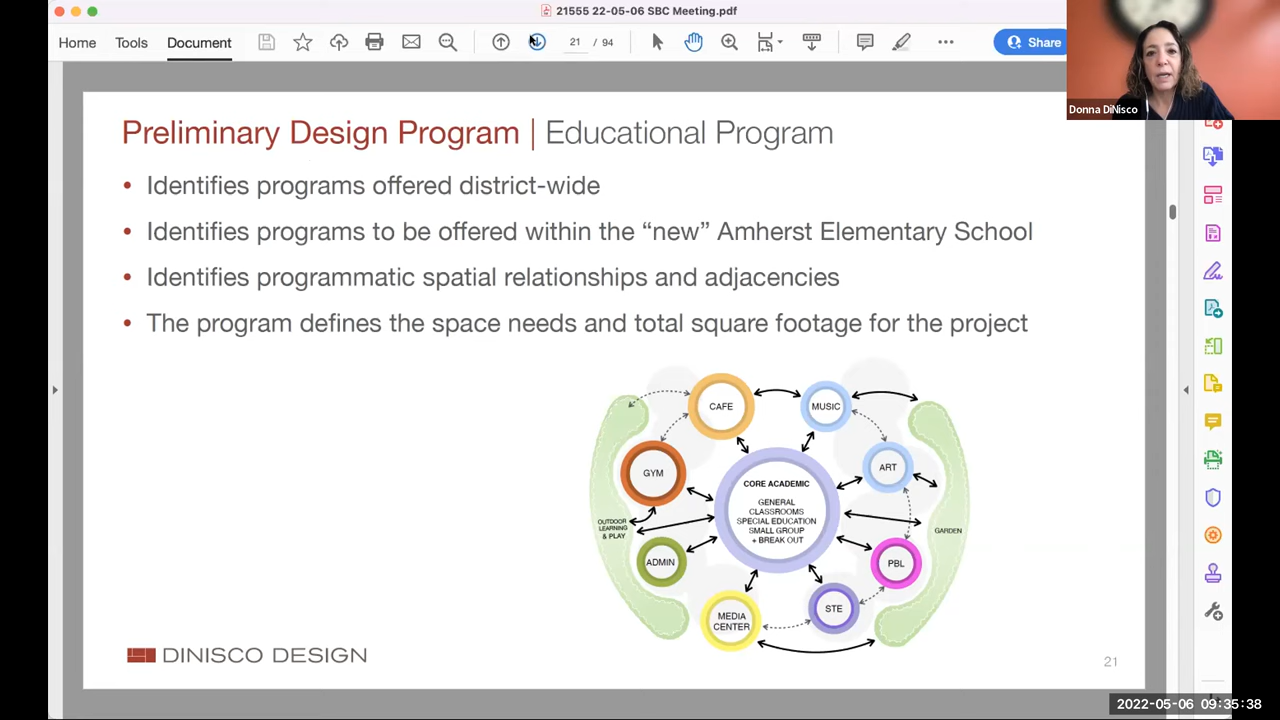 21555 22-05-06 SBC Meeting.pdf
Home Tools Document 21 / 94 Share
Donna DiNisco
Preliminary Design Program | Educational Program
• Identifies programs offered district-wide
• Identifies programs to be offered within the “new” Amherst Elementary School
• Identifies programmatic spatial relationships and adjacencies
• The program defines the space needs and total square footage for the project
CAFE
MUSIC
GYM
ART
CORE ACADEMIC
GENERAL
CLASSROOMS
SPECIAL EDUCATION
SMALL GROUP
+ BREAK OUT
OUTDOOR
LEARNING
& PLAY
GARDEN
ADMIN
PBL
MEDIA
CENTER
STE
DINISCO DESIGN
21
2022-05-06 09:35:38